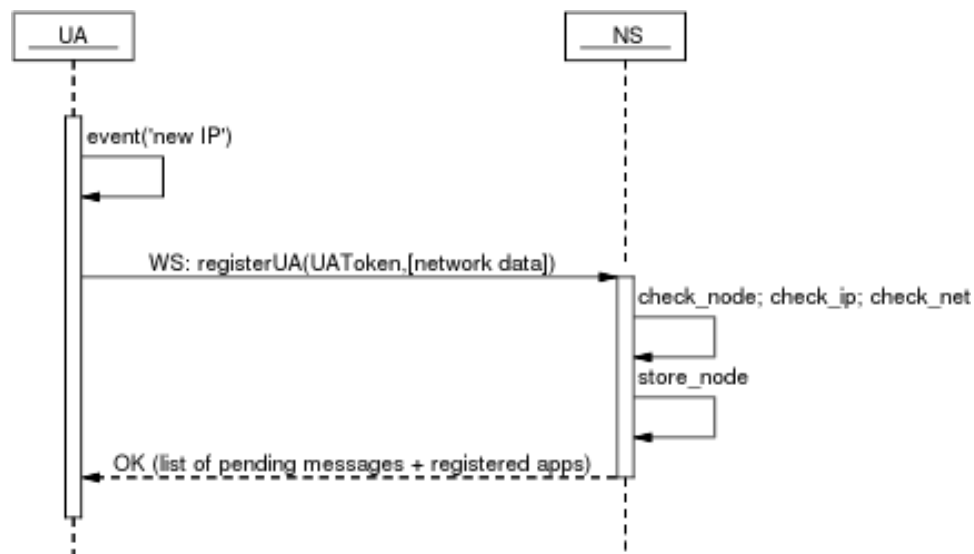 UA
NS
event('new IP')
WS: registerUA(UAToken,[network data])
check_node; check_ip; check_net
store_node
OK (list of pending messages + registered apps)